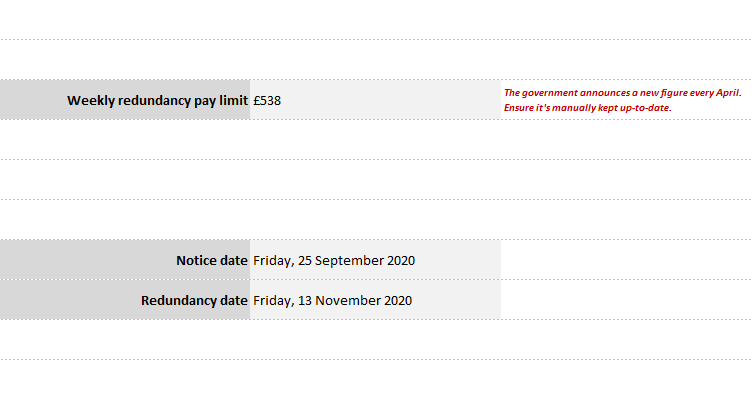 Weekly redundancy pay limit £538
The government announces a new figure every April.
Ensure it's manually kept up-to-date.
Notice date Friday, 25 September 2020
Redundancy date Friday, 13 November 2020